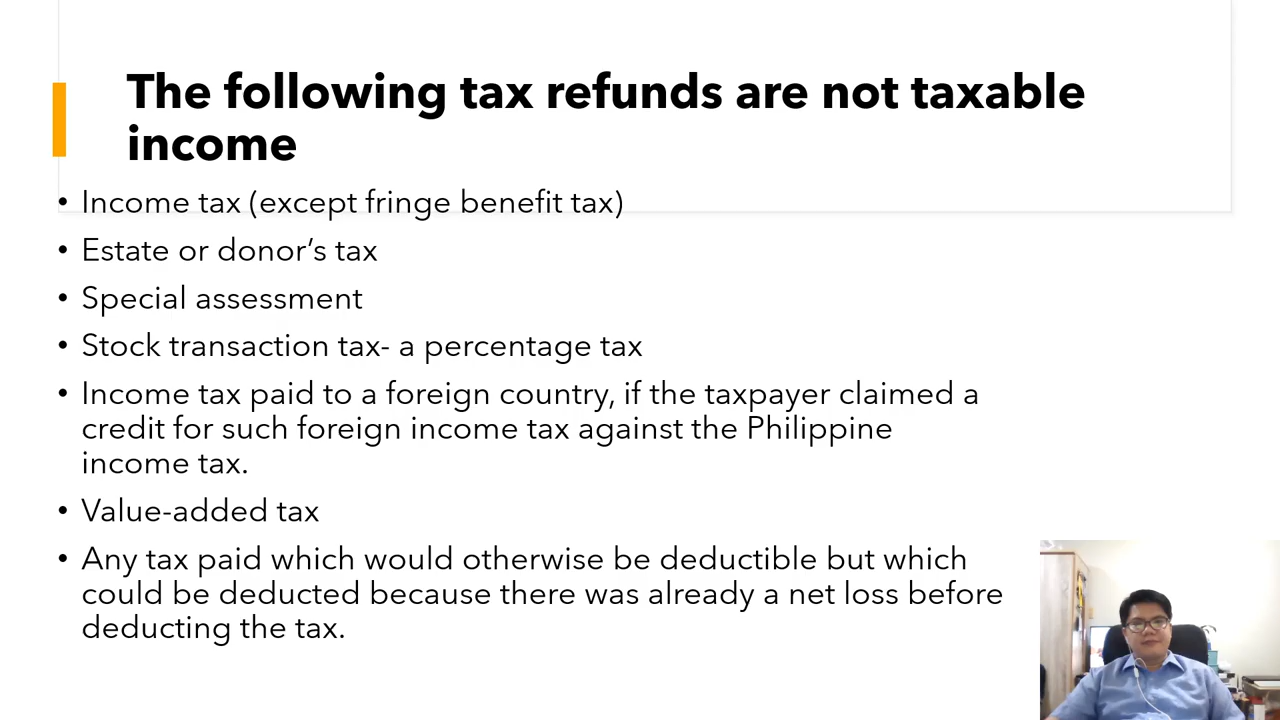 The following tax refunds are not taxable
income
• Income tax (except fringe benefit tax)
• Estate or donor’s tax
• Special assessment
• Stock transaction tax- a percentage tax
• Income tax paid to a foreign country, if the taxpayer claimed a
credit for such foreign income tax against the Philippine
income tax.
• Value-added tax
• Any tax paid which would otherwise be deductible but which
could be deducted because there was already a net loss before
deducting the tax.